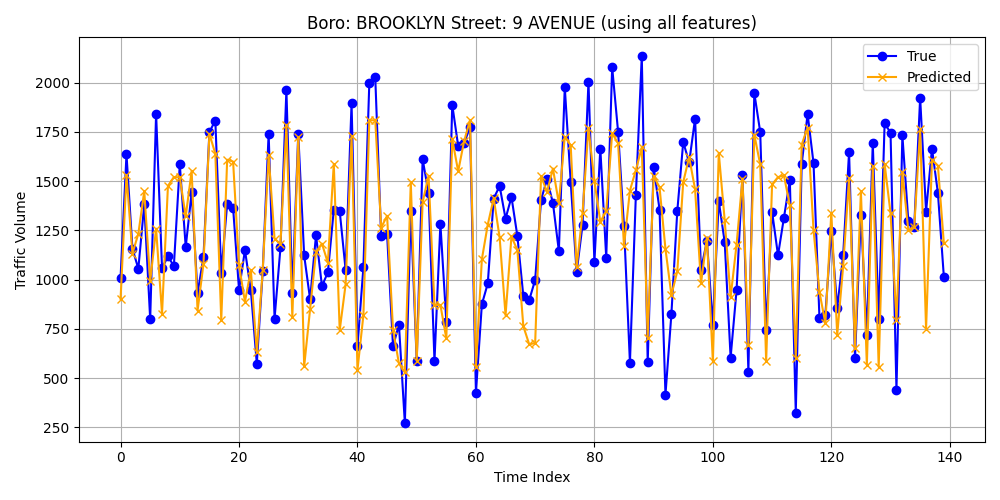 Boro: BROOKLYN Street: 9 AVENUE (using all features)
True
Predicted
Traffic Volume
2000
1750
1500
1250
1000
750
500
250
0 20 40 60 80 100 120 140
Time Index